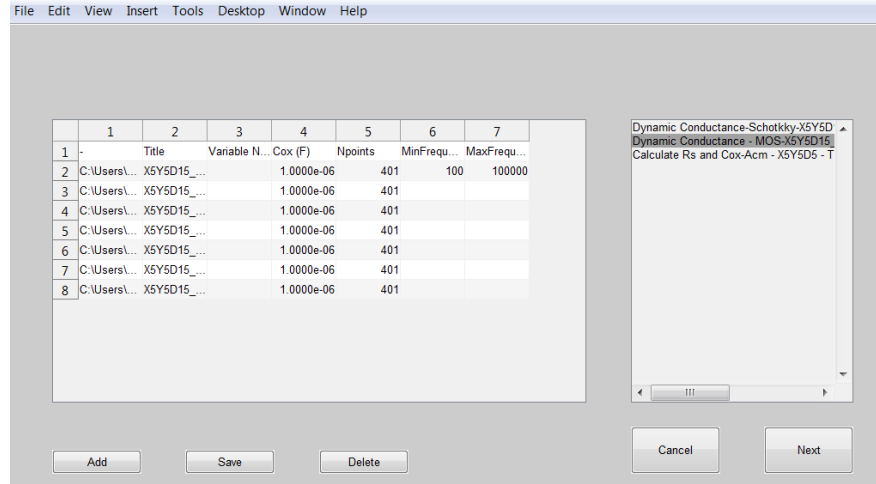 File Edit View Insert Tools Desktop Window Help
1 2 3 4 5 6 7
1 - Title Variable N... Cox (F) Npoints MinFrequ... MaxFrequ...
2 C:\Users\... X5Y5D15_... 1.0000e-06 401 100 100000
3 C:\Users\... X5Y5D15_... 1.0000e-06 401
4 C:\Users\... X5Y5D15_... 1.0000e-06 401
5 C:\Users\... X5Y5D15_... 1.0000e-06 401
6 C:\Users\... X5Y5D15_... 1.0000e-06 401
7 C:\Users\... X5Y5D15_... 1.0000e-06 401
8 C:\Users\... X5Y5D15_... 1.0000e-06 401
Dynamic Conductance-Schotkky-X5Y5D
Dynamic Conductance - MOS-X5Y5D15_
Calculate Rs and Cox-Acm - X5Y5D5 - T
Add Save Delete
Cancel Next